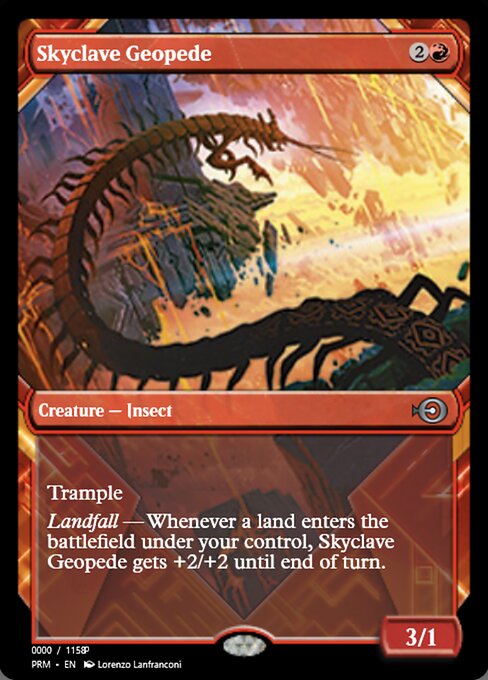 Skyclave Geopede 2
Creature — Insect
Trample
Landfall — Whenever a land enters the
battlefield under your control, Skyclave
Geopede gets +2/+2 until end of turn.
3/1
0000 / 1158P
PRM • EN Lorenzo Lanfranconi